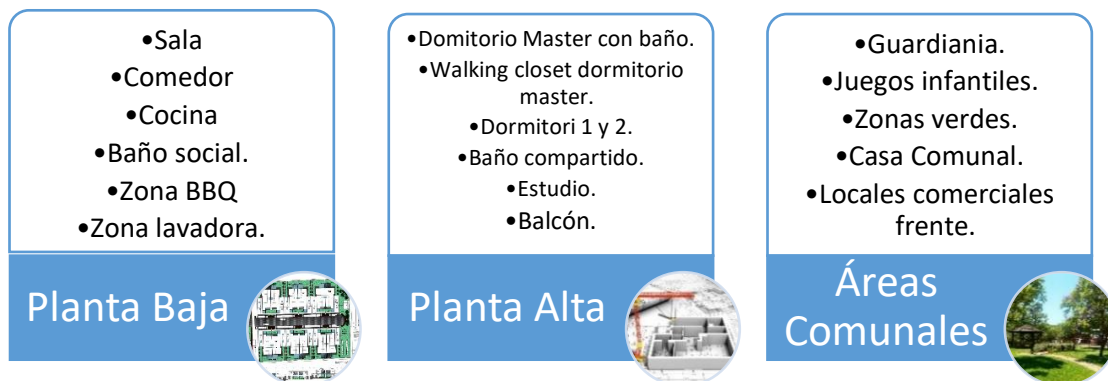 •Sala
•Comedor
•Cocina
•Baño social.
•Zona BBQ
•Zona lavadora.
Planta Baja
•Domitorio Master con baño.
•Walking closet dormitorio
master.
•Dormitori 1 y 2.
•Baño compartido.
•Estudio.
•Balcón.
Planta Alta
•Guardiania.
•Juegos infantiles.
•Zonas verdes.
•Casa Comunal.
•Locales comerciales
frente.
Áreas
Comunales